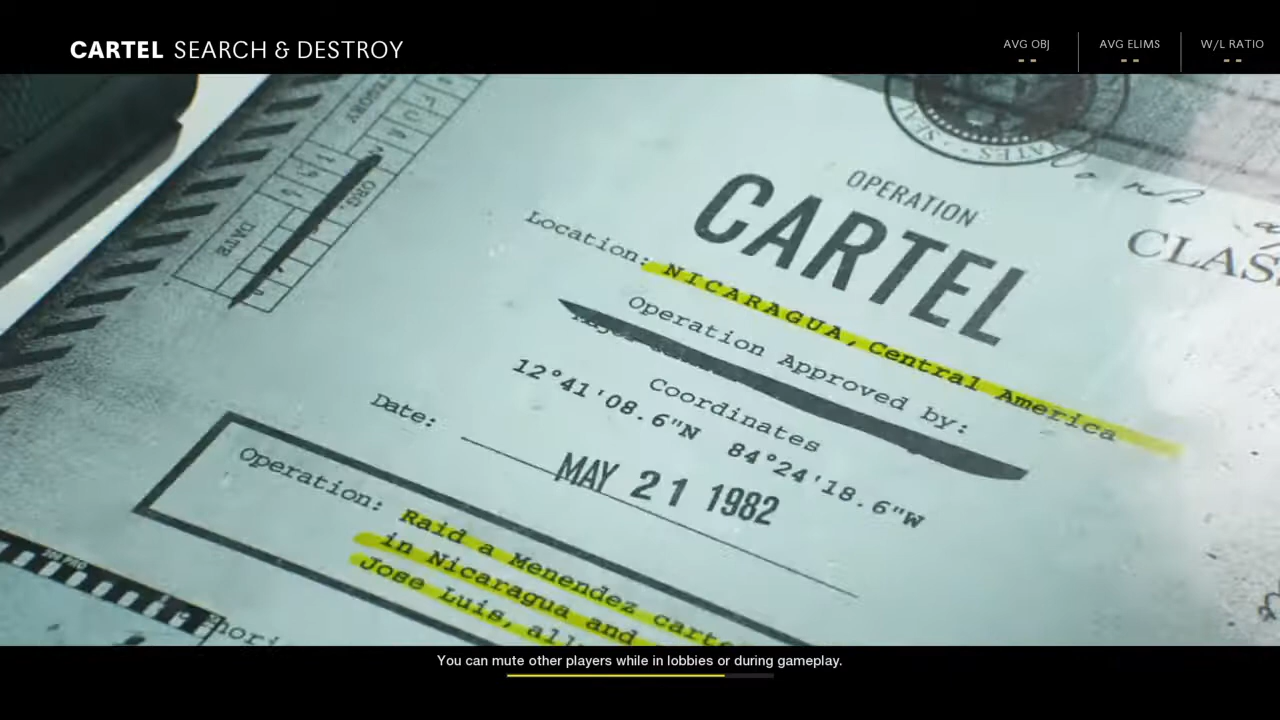 CARTEL SEARCH & DESTROY
AVG OBJ
AVG ELIMS
W/L RATIO
- -
- -
- -
OPERATION
CARTEL
CLAS
Location: NICARAGUA, Central America
Operation Approved by:
Coordinates
12°41'08.6"N 84°24'18.6"W
Date:
MAY 21 1982
Operation: Raid a Menendez carte
in Nicaragua and
Jose Luis, all
ORG.
DATE
You can mute other players while in lobbies or during gameplay.